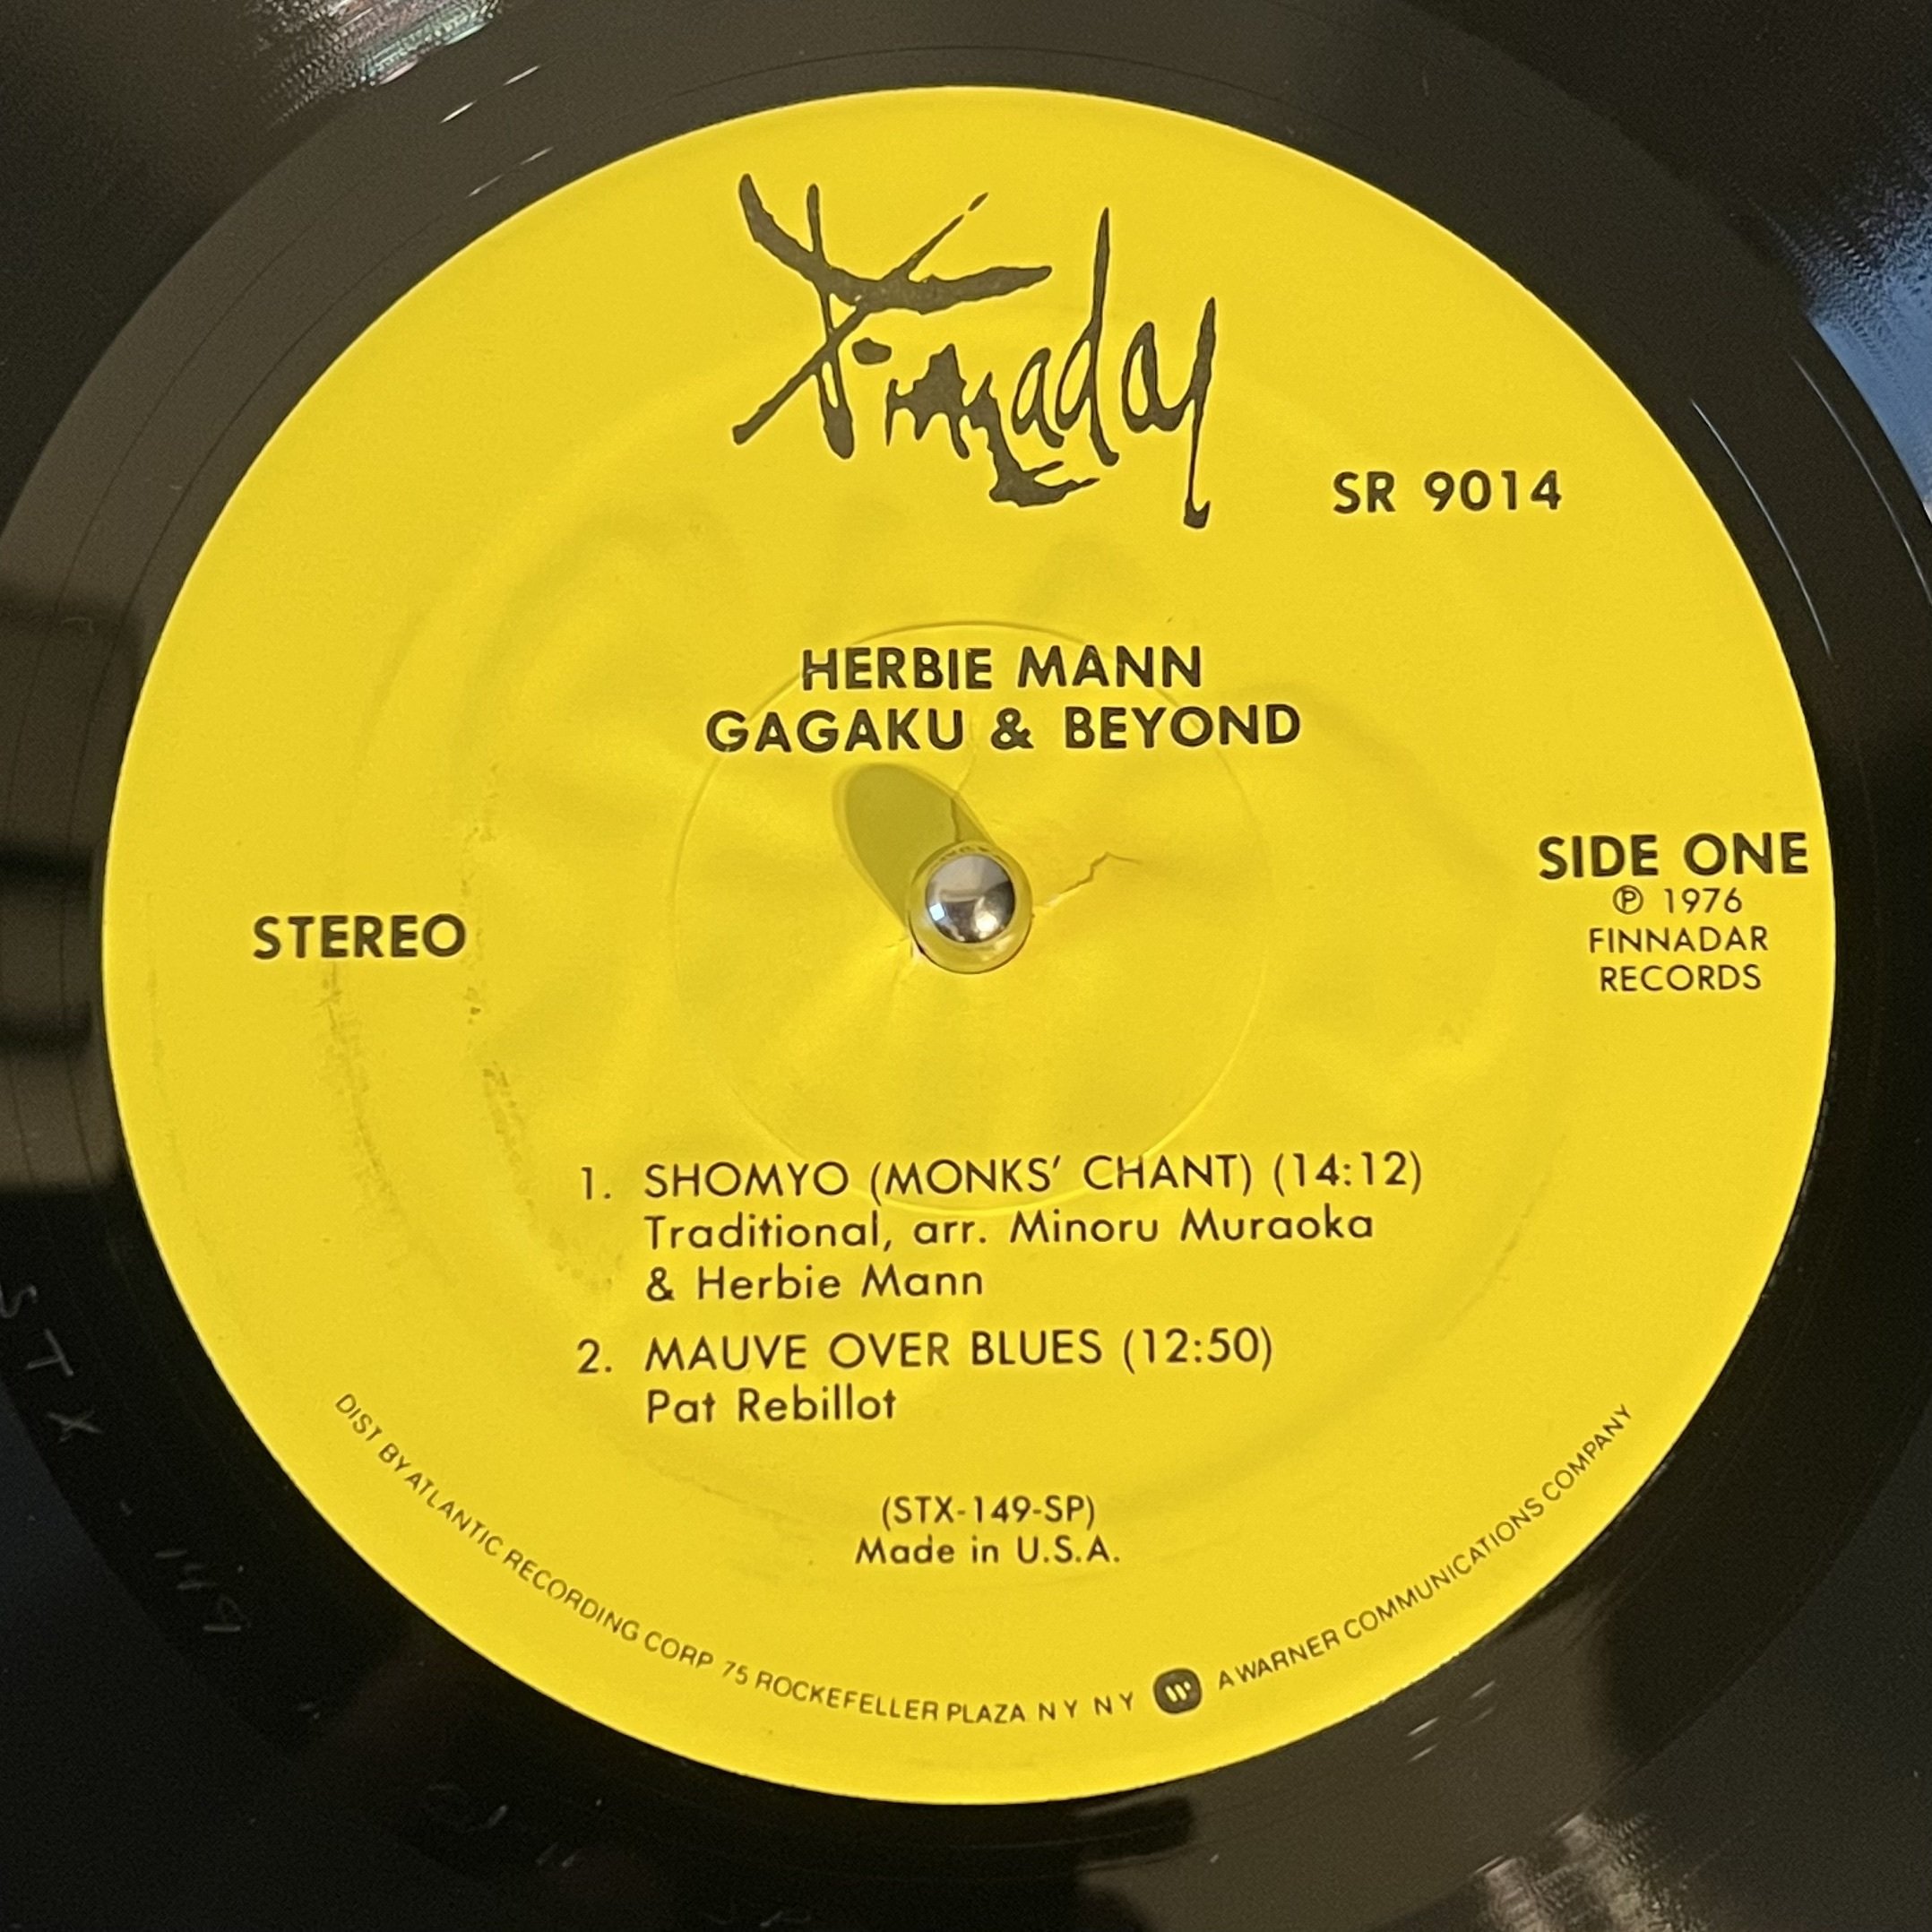 Finnadar
SR 9014
HERBIE MANN
GAGAKU & BEYOND
SIDE ONE
℗ 1976
FINNADAR
RECORDS
STEREO
1. SHOMYO (MONKS' CHANT) (14:12)
Traditional, arr. Minoru Muraoka
& Herbie Mann
2. MAUVE OVER BLUES (12:50)
Pat Rebillot
(STX-149-SP)
Made in U.S.A.
DIST BY ATLANTIC RECORDING CORP 75 ROCKEFELLER PLAZA N Y N Y W A WARNER COMMUNICATIONS COMPANY
STX-149